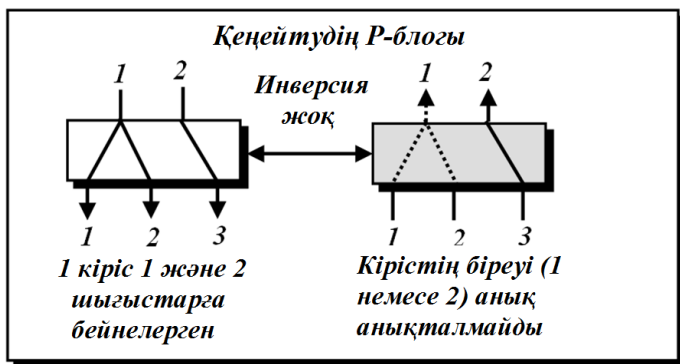 Қеңейтудің P-блогы
1 2
Инверсия
жоқ
1 2
1 2 3
1 2 3
1 кіріс 1 және 2
шығыстарға
бейнелерген
Кірістің біреуі (1
немесе 2) анық
анықталмайды